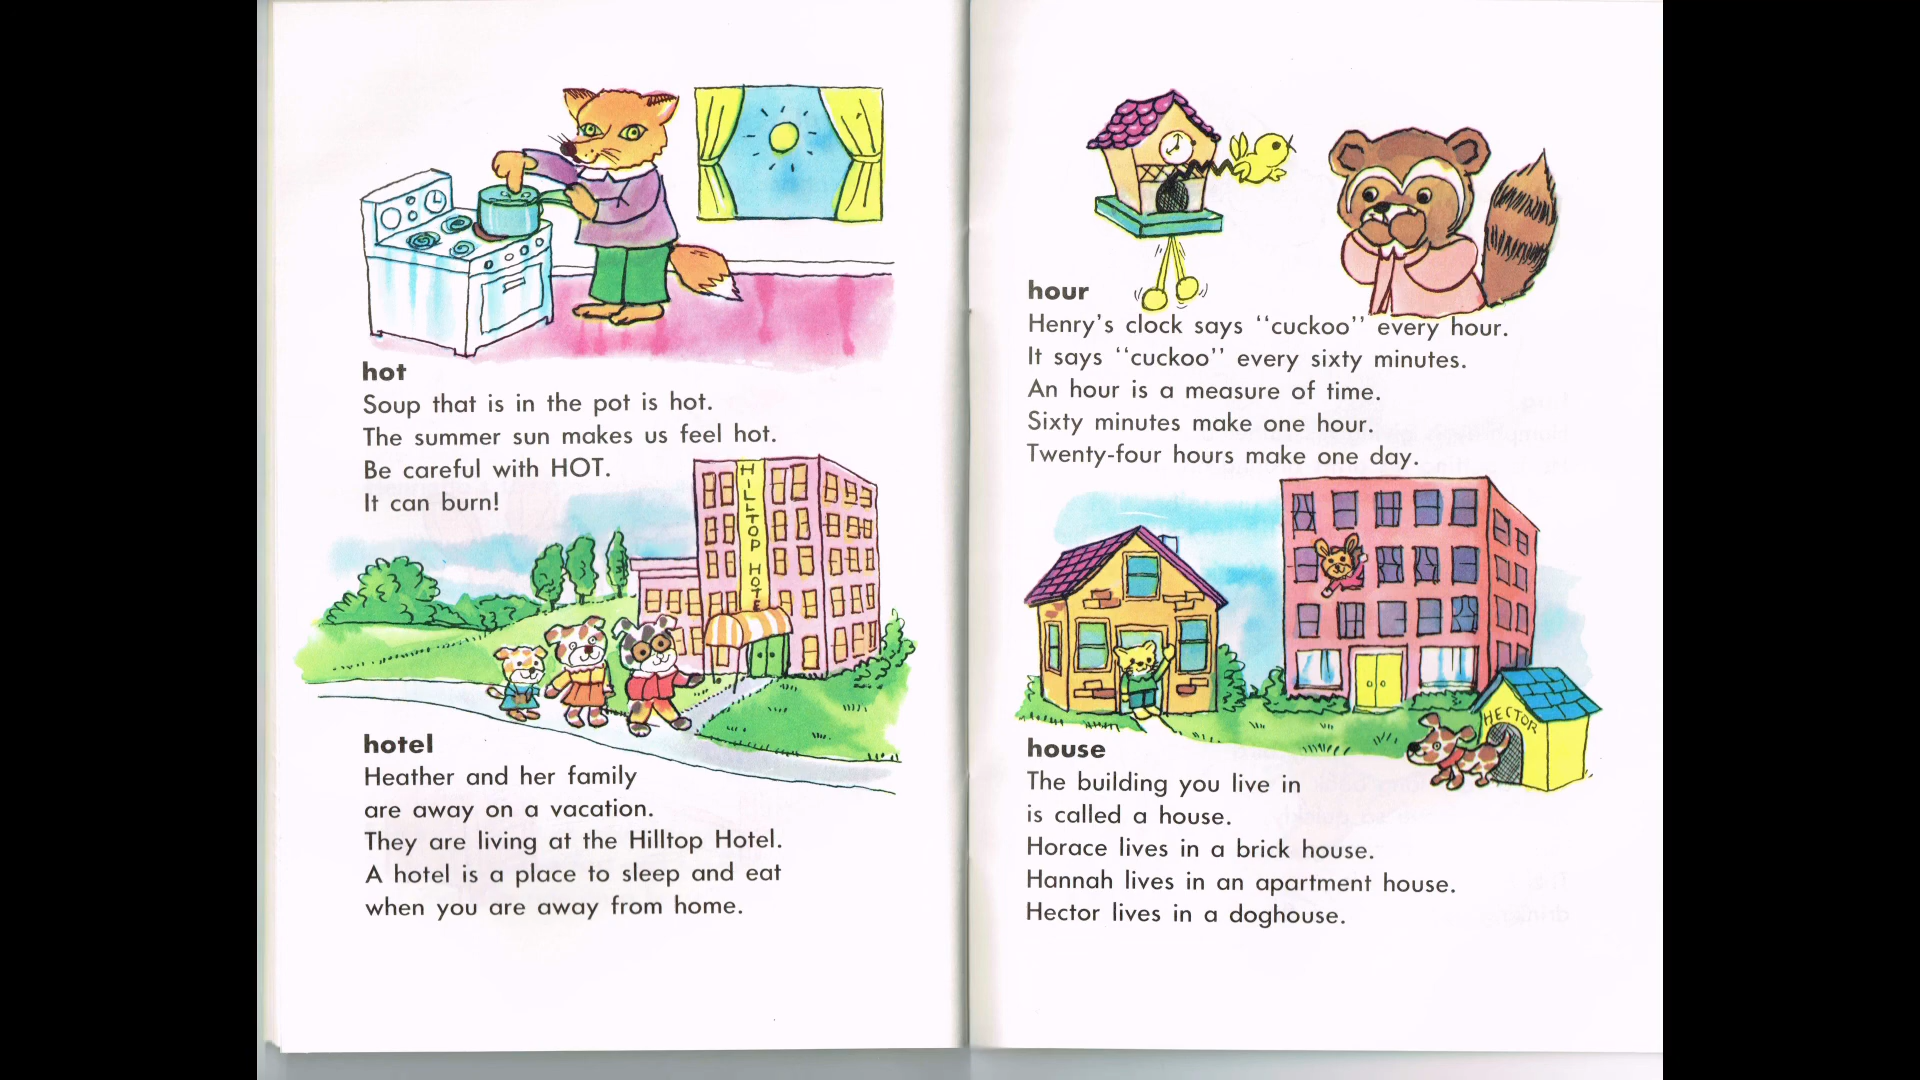 hot
Soup that is in the pot is hot.
The summer sun makes us feel hot.
Be careful with HOT.
It can burn!
HILLTOP HOTE
hotel
Heather and her family
are away on a vacation.
They are living at the Hilltop Hotel.
A hotel is a place to sleep and eat
when you are away from home.
hour
Henry's clock says "cuckoo" every hour.
It says "cuckoo" every sixty minutes.
An hour is a measure of time.
Sixty minutes make one hour.
Twenty-four hours make one day.
HECTOR
house
The building you live in
is called a house.
Horace lives in a brick house.
Hannah lives in an apartment house.
Hector lives in a doghouse.